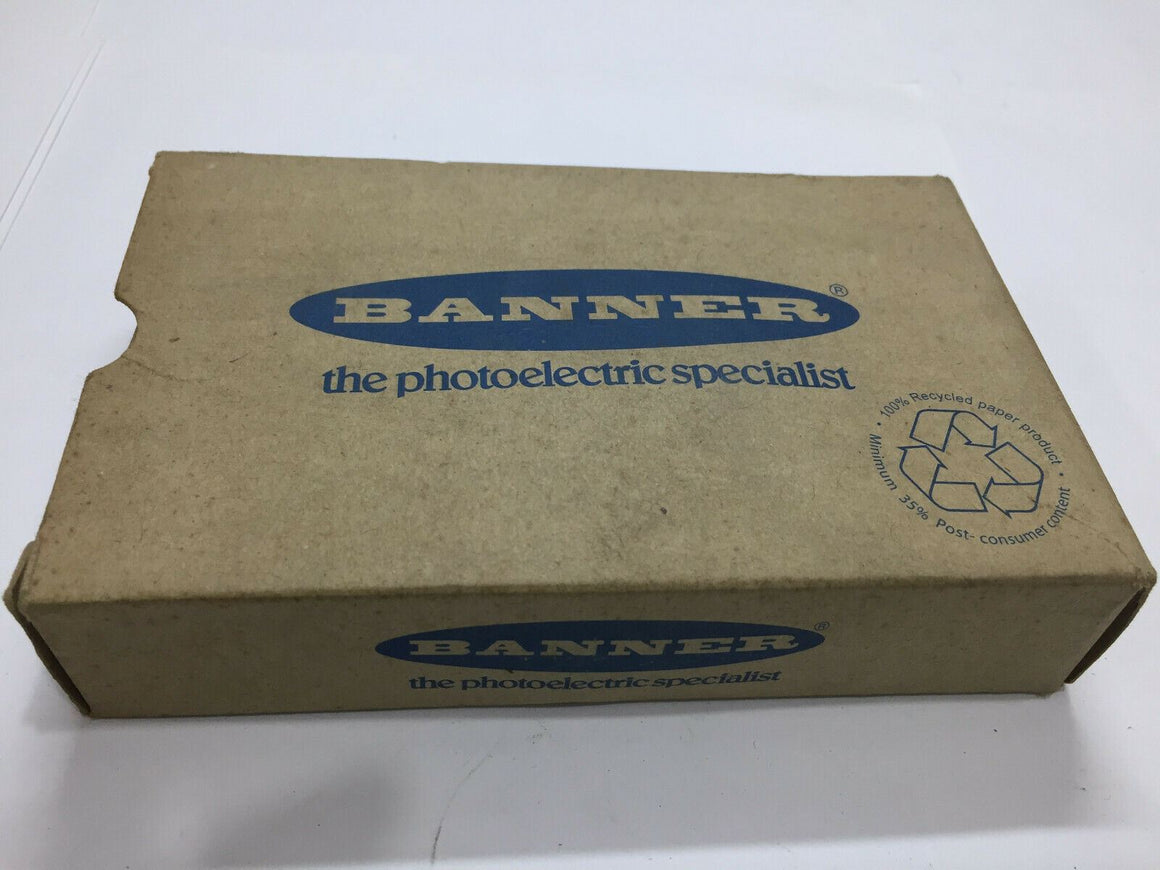 BANNER®
the photoelectric specialist
• 100% Recycled paper product •
Minimum 35% Post- consumer content
BANNER®
the photoelectric specialist